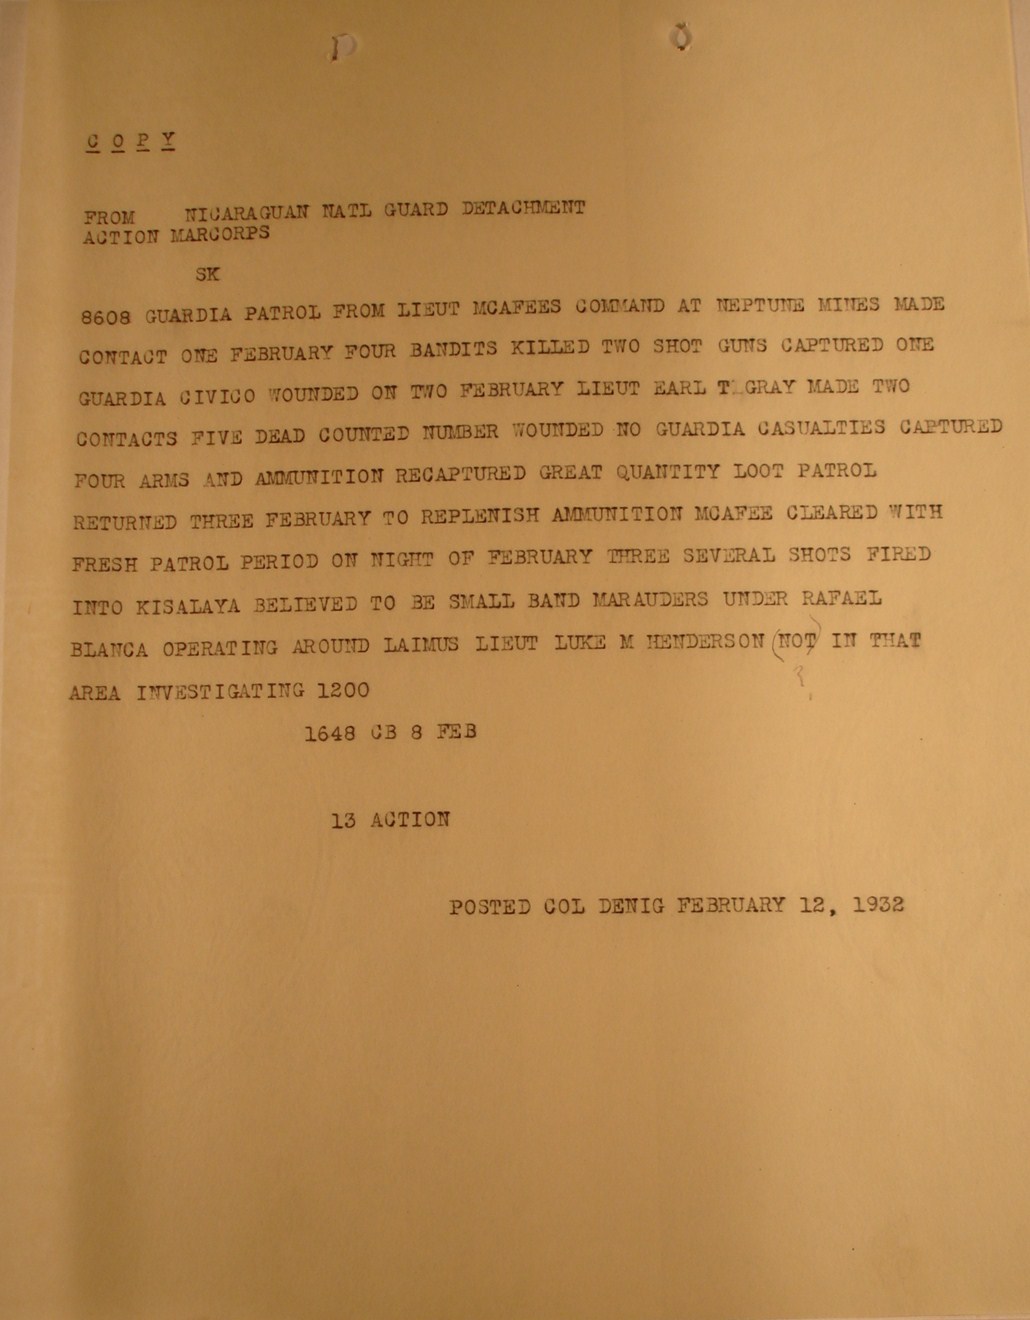 C O P Y
FROM NICARAGUAN NATL GUARD DETACHMENT
ACTION MARCORPS
SK
8608 GUARDIA PATROL FROM LIEUT MCAFEES COMMAND AT NEPTUNE MINES MADE
CONTACT ONE FEBRUARY FOUR BANDITS KILLED TWO SHOT GUNS CAPTURED ONE
GUARDIA CIVICO WOUNDED ON TWO FEBRUARY LIEUT EARL T GRAY MADE TWO
CONTACTS FIVE DEAD COUNTED NUMBER WOUNDED NO GUARDIA CASUALTIES CAPTURED
FOUR ARMS AND AMMUNITION RECAPTURED GREAT QUANTITY LOOT PATROL
RETURNED THREE FEBRUARY TO REPLENISH AMMUNITION MCAFEE CLEARED WITH
FRESH PATROL PERIOD ON NIGHT OF FEBRUARY THREE SEVERAL SHOTS FIRED
INTO KISALAYA BELIEVED TO BE SMALL BAND MARAUDERS UNDER RAFAEL
BLANCA OPERATING AROUND LAIMUS LIEUT LUKE M HENDERSON (NOT) IN THAT
?
AREA INVESTIGATING 1200
1648 CB 8 FEB
13 ACTION
POSTED COL DENIG FEBRUARY 12, 1932